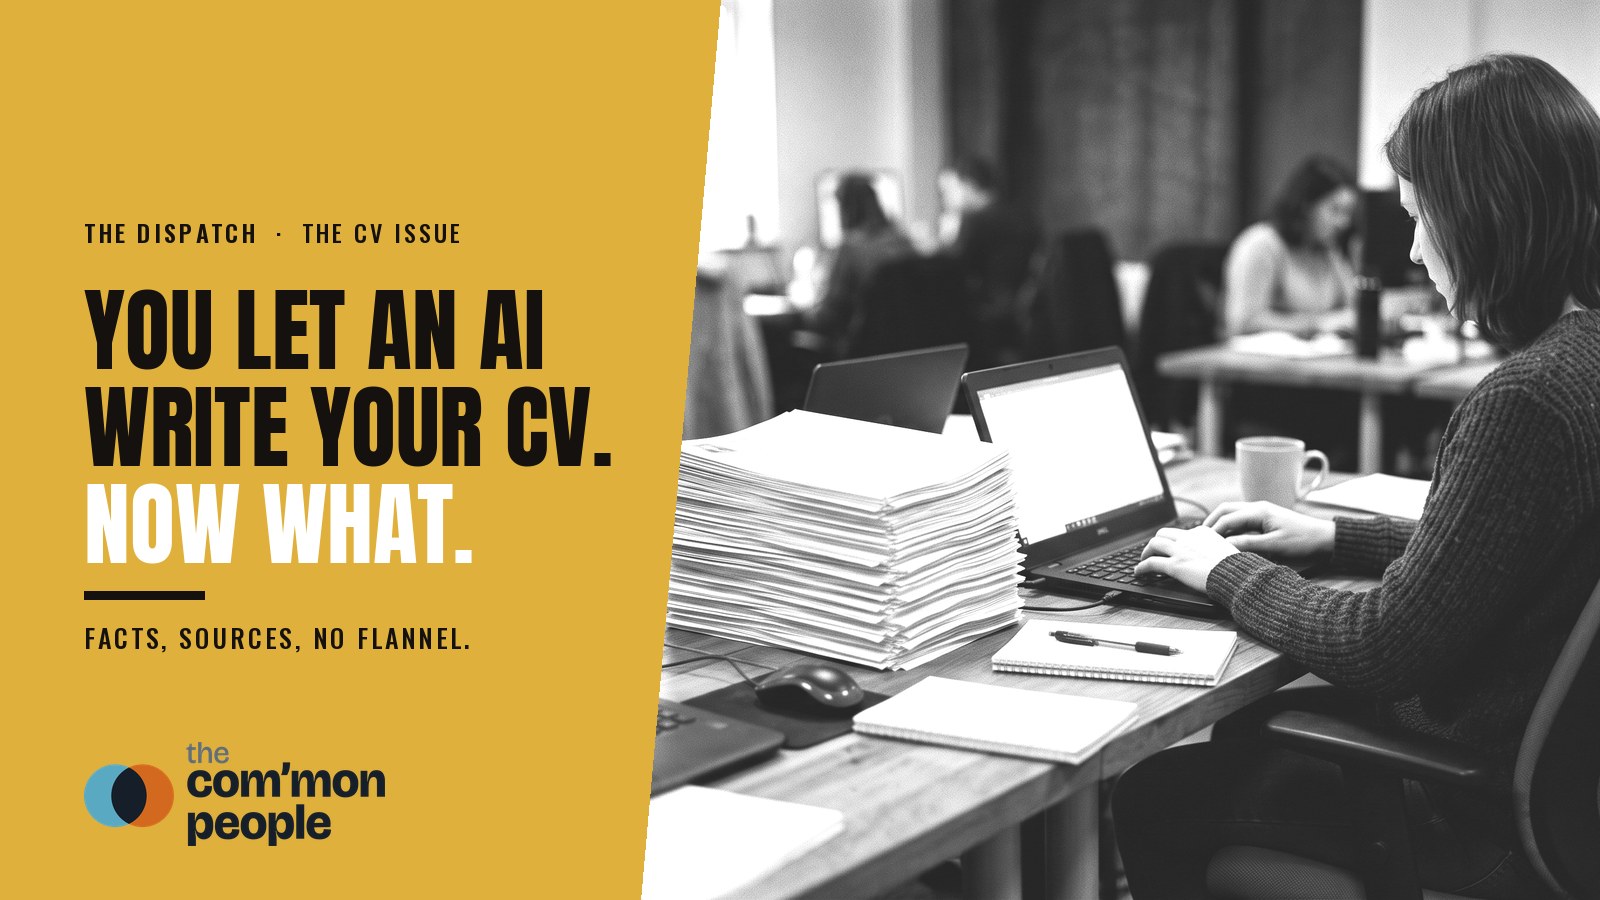 THE DISPATCH · THE CV ISSUE
YOU LET AN AI
WRITE YOUR CV.
NOW WHAT.
FACTS, SOURCES, NO FLANNEL.
the
com'mon
people